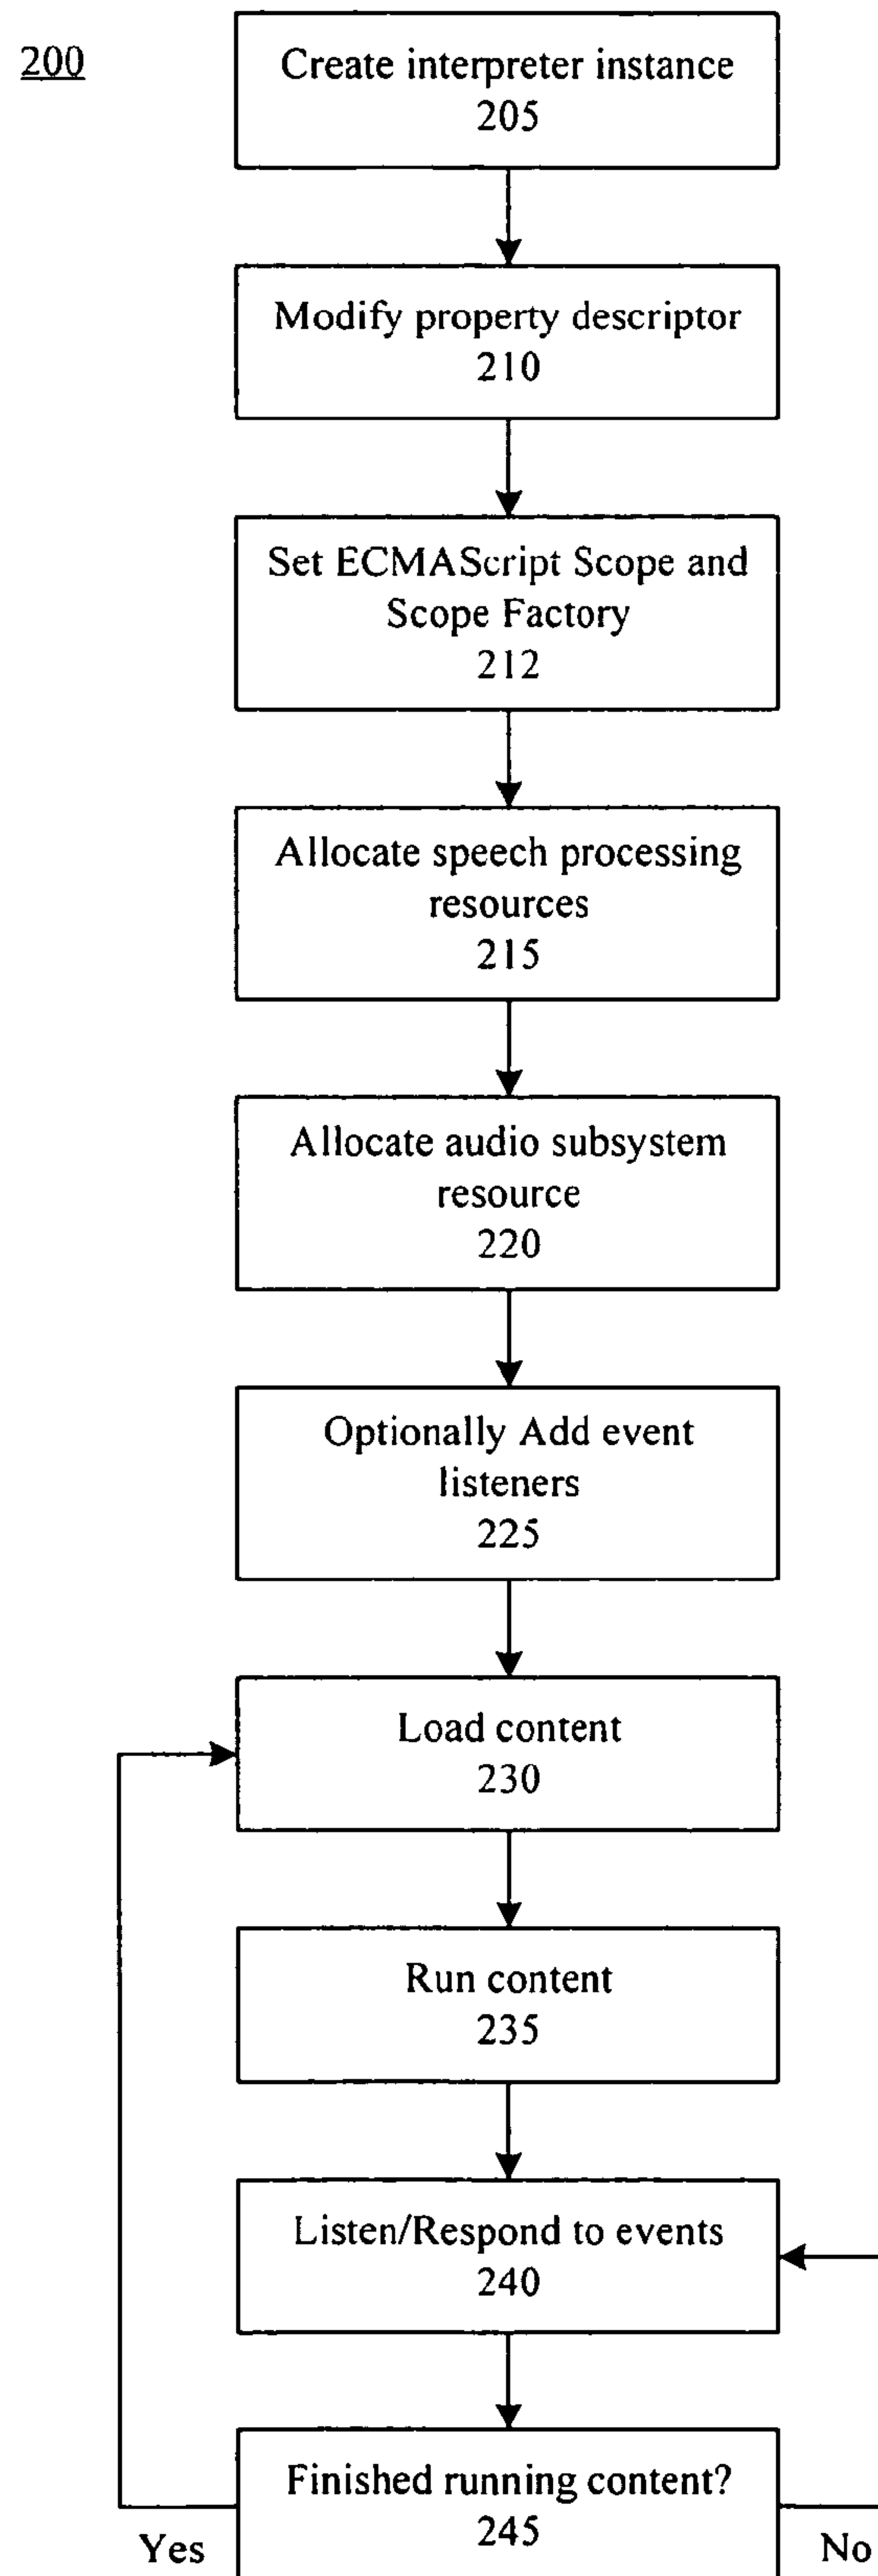 200
Create interpreter instance
205
Modify property descriptor
210
Set ECMAScript Scope and
Scope Factory
212
Allocate speech processing
resources
215
Allocate audio subsystem
resource
220
Optionally Add event
listeners
225
Load content
230
Run content
235
Listen/Respond to events
240
Finished running content?
245
Yes
No